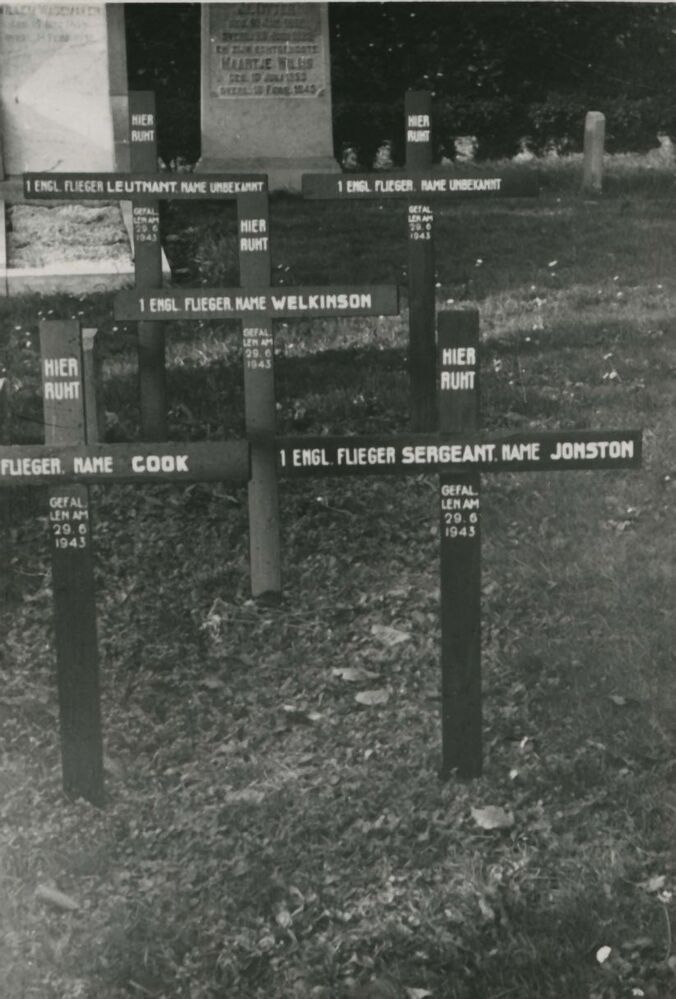 EN ZIJN ECHTGENOOTE
MAARTJE WILLIS
GEB. 10 JULI 1853
OVERL. 10 FEBR. 1943
HIER
RUHT
1 ENGL. FLIEGER LEUTNANT. NAME UNBEKANNT
GEFAL
LEN AM
29.6
1943
HIER
RUHT
1 ENGL. FLIEGER. NAME UNBEKANNT
GEFAL
LEN AM
29.6
1943
HIER
RUHT
1 ENGL. FLIEGER. NAME WELKINSON
GEFAL
LEN AM
29.6
1943
HIER
RUHT
FLIEGER. NAME COOK
GEFAL
LEN AM
29.6
1943
HIER
RUHT
1 ENGL. FLIEGER SERGEANT. NAME JONSTON
GEFAL
LEN AM
29.6
1943